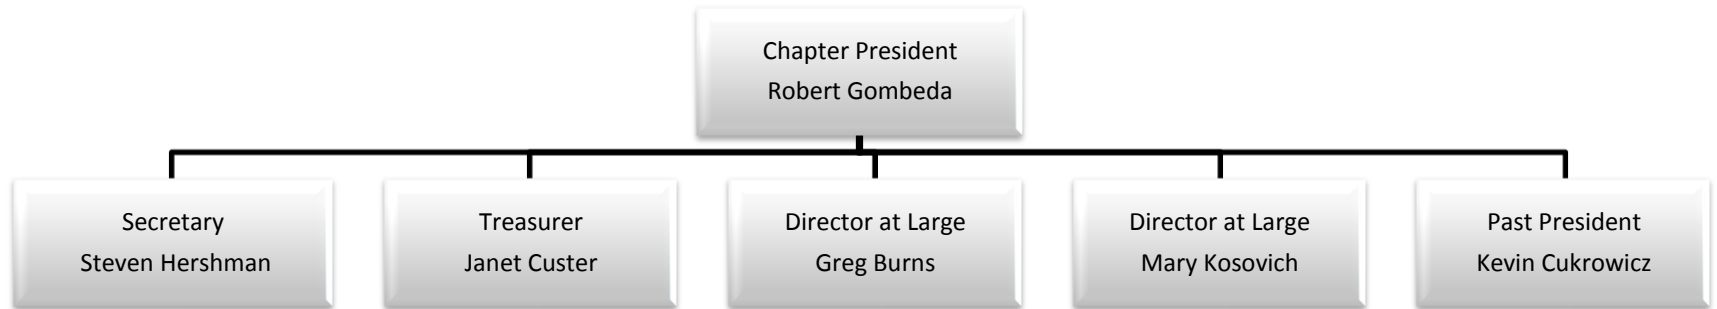 Chapter President
Robert Gombeda
Secretary
Steven Hershman
Treasurer
Janet Custer
Director at Large
Greg Burns
Director at Large
Mary Kosovich
Past President
Kevin Cukrowicz